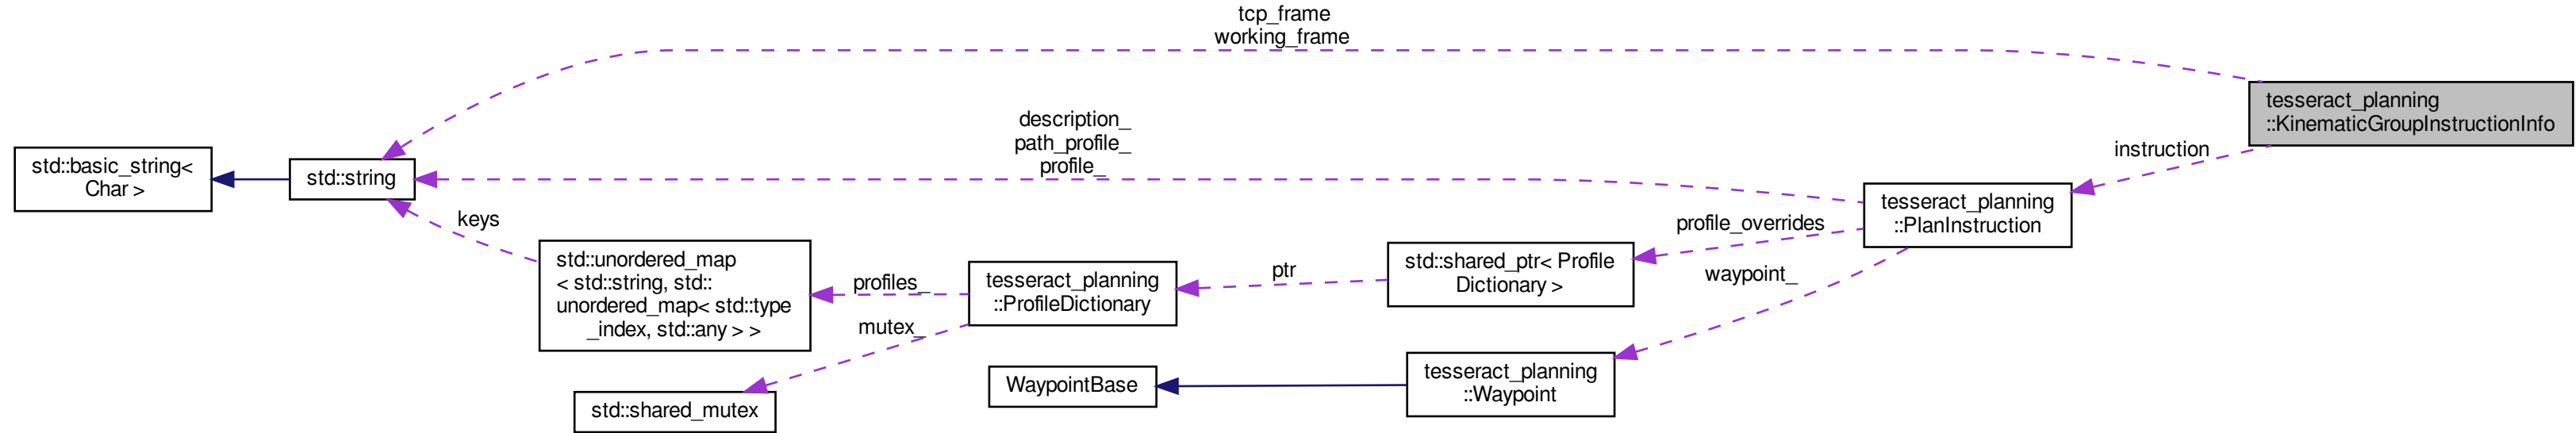 tcp_frame
working_frame
tesseract_planning
::KinematicGroupInstructionInfo
description_
path_profile_
profile_
instruction
std::basic_string<
Char >
std::string
tesseract_planning
::PlanInstruction
keys
profile_overrides
std::unordered_map
< std::string, std::
unordered_map< std::type
_index, std::any > >
profiles_
tesseract_planning
::ProfileDictionary
ptr
std::shared_ptr< Profile
Dictionary >
waypoint_
mutex_
std::shared_mutex
WaypointBase
tesseract_planning
::Waypoint